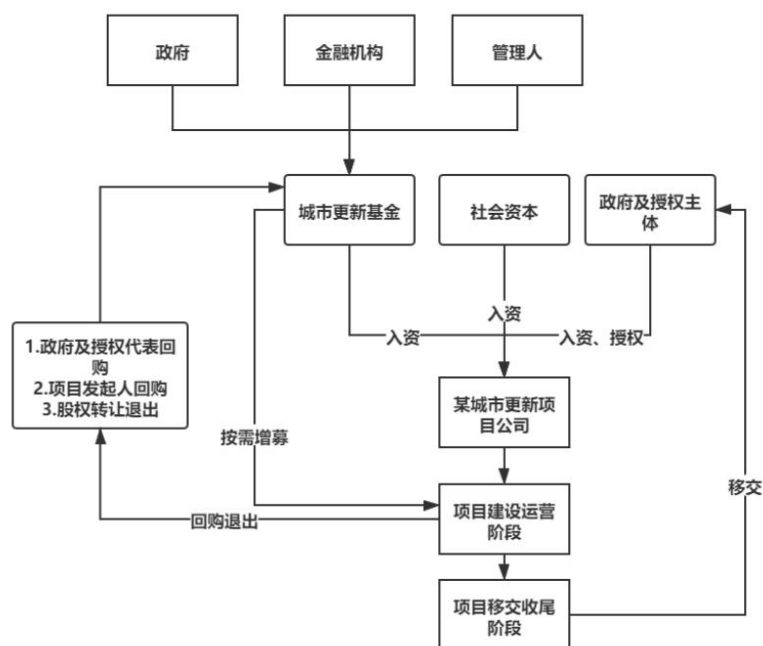 政府
金融机构
管理人
城市更新基金
社会资本
政府及授权主
体
入资
入资
入资、授权
1.政府及授权代表回
购
2.项目发起人回购
3.股权转让退出
某城市更新项
目公司
按需增募
移交
回购退出
项目建设运营
阶段
项目移交收尾
阶段